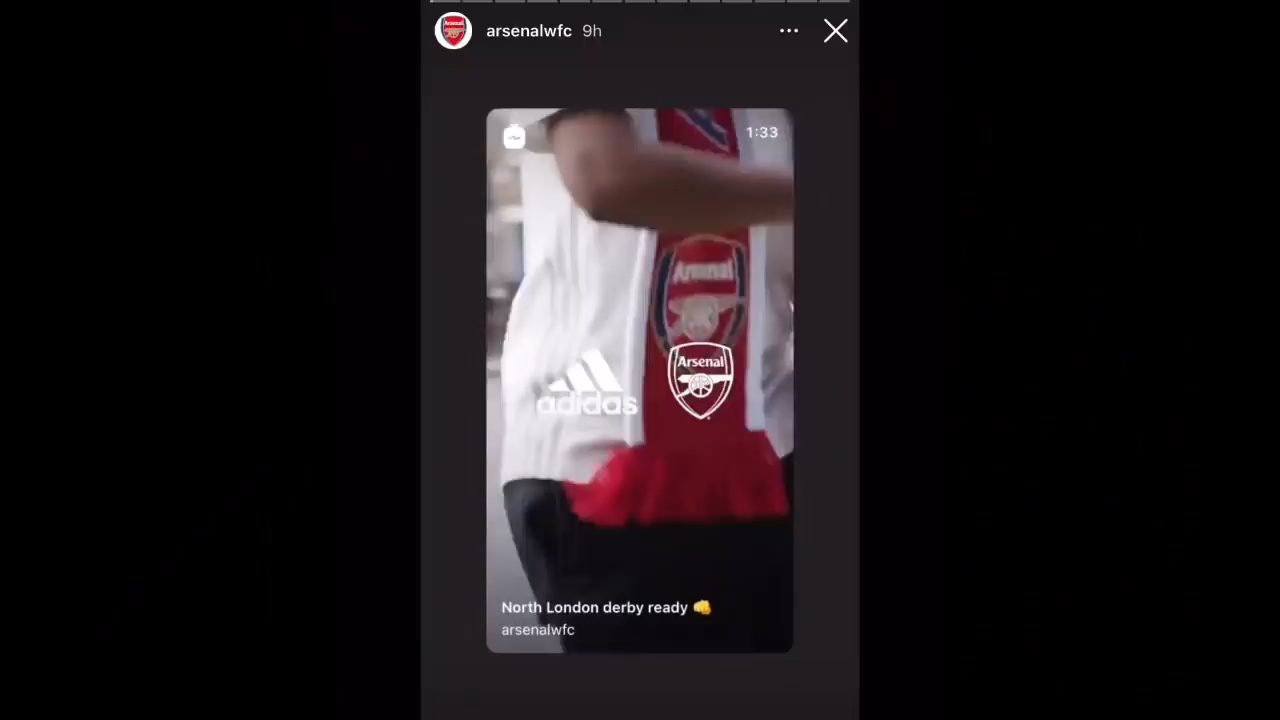 arsenalwfc 9h
1:33
Arsenal
Arsenal
adidas
North London derby ready 👊
arsenalwfc